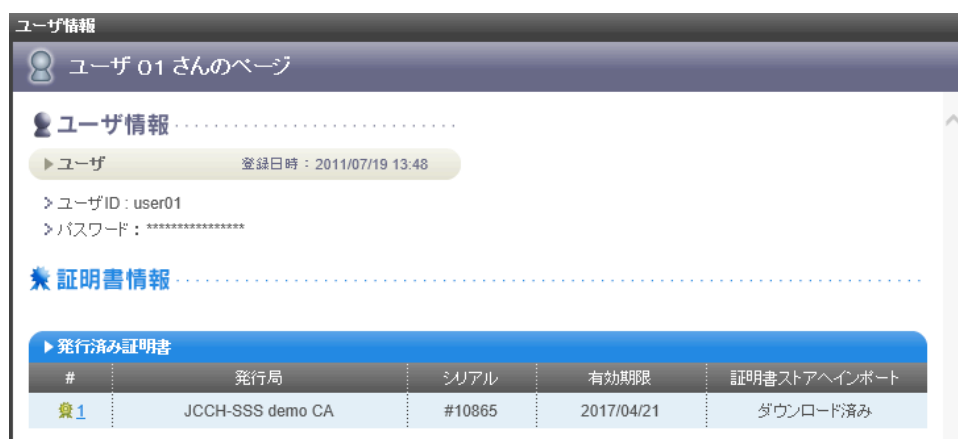 ユーザ情報
ユーザ 01 さんのページ
ユーザ情報
ユーザ 登録日時：2011/07/19 13:48
ユーザID : user01
パスワード : ****************
証明書情報
発行済み証明書
# 発行局 シリアル 有効期限 証明書ストアへインポート
1 JCCH-SSS demo CA #10865 2017/04/21 ダウンロード済み